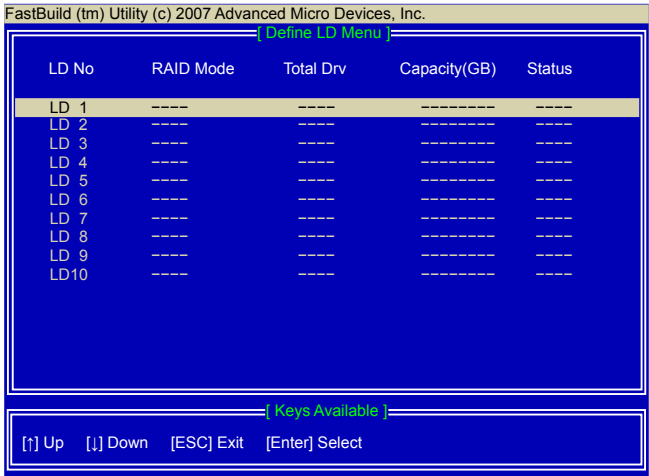 FastBuild (tm) Utility (c) 2007 Advanced Micro Devices, Inc.
[ Define LD Menu ]
LD No RAID Mode Total Drv Capacity(GB) Status
LD 1 ---- ---- -------- ----
LD 2 ---- ---- -------- ----
LD 3 ---- ---- -------- ----
LD 4 ---- ---- -------- ----
LD 5 ---- ---- -------- ----
LD 6 ---- ---- -------- ----
LD 7 ---- ---- -------- ----
LD 8 ---- ---- -------- ----
LD 9 ---- ---- -------- ----
LD10 ---- ---- -------- ----
[ Keys Available ]
[↑] Up [↓] Down [ESC] Exit [Enter] Select